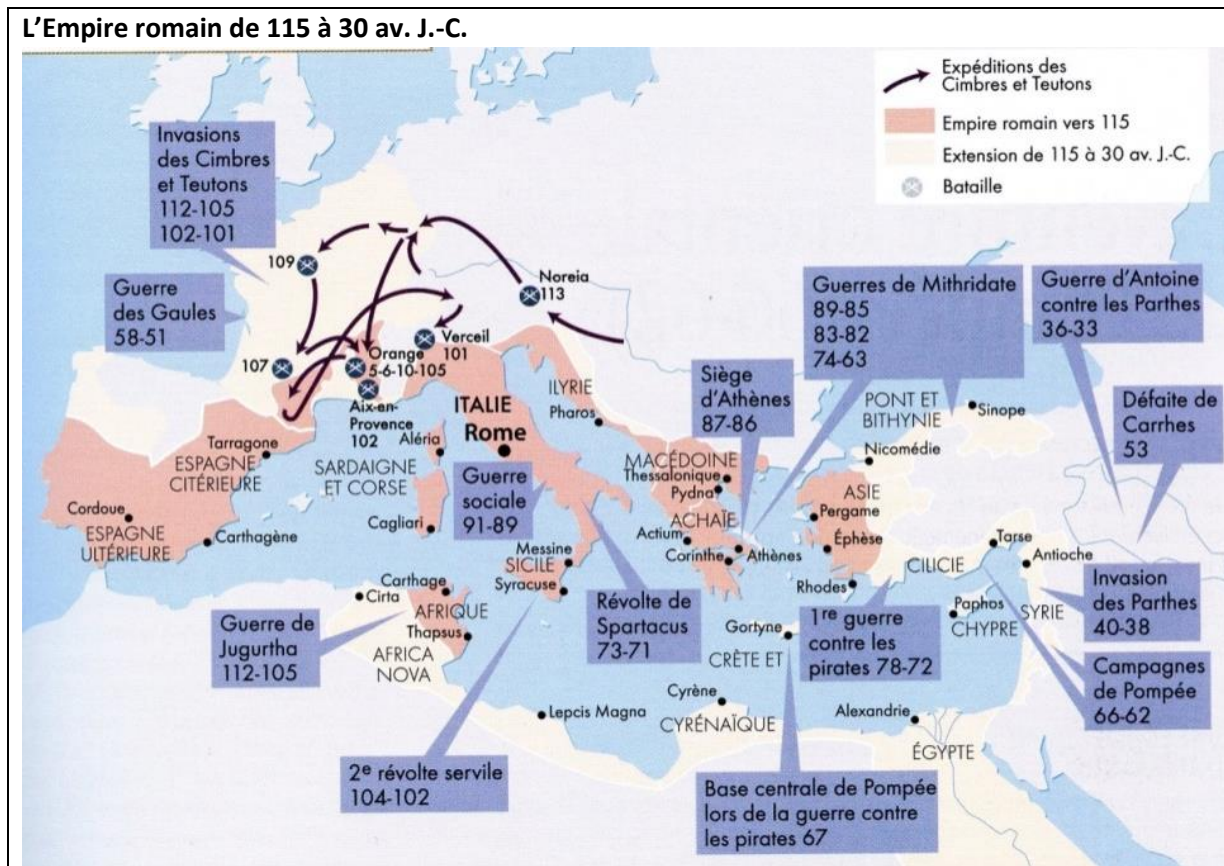 L’Empire romain de 115 à 30 av. J.-C.
Expéditions des
Cimbres et Teutons
Empire romain vers 115
Extension de 115 à 30 av. J.-C.
Bataille
Invasions
des Cimbres
et Teutons
112-105
102-101
Guerre
des Gaules
58-51
109
107
Noreia
113
Verceil
101
Orange
5-6-10-105
Aix-en-
Provence
102
ITALIE
Rome
ILYRIE
Pharos
Siège
d'Athènes
87-86
Guerres de Mithridate
89-85
83-82
74-63
Guerre d'Antoine
contre les Parthes
36-33
Défaite de
Carrhes
53
PONT ET
BITHYNIE
Sinope
Nicomédie
Tarragone
ESPAGNE
CITÉRIEURE
Cordoue
ESPAGNE
ULTÉRIEURE
Carthagène
Aléria
SARDAIGNE
ET CORSE
Cagliari
Guerre
sociale
91-89
MACÉDOINE
Thessalonique
Pydna
ACHAÏE
Actium
Corinthe
Athènes
ASIE
Pergame
Éphèse
Rhodes
CILICIE
Tarse
Antioche
Paphos
CHYPRE
SYRIE
Messine
SICILE
Syracuse
Carthage
Cirta
AFRIQUE
Thapsus
AFRICA
NOVA
Guerre de
Jugurtha
112-105
Révolte de
Spartacus
73-71
Gortyne
CRÈTE ET
1re guerre
contre les
pirates 78-72
Invasion
des Parthes
40-38
Campagnes
de Pompée
66-62
Lepcis Magna
Cyrène
CYRÉNAÏQUE
Alexandrie
ÉGYPTE
2e révolte servile
104-102
Base centrale de Pompée
lors de la guerre contre
les pirates 67